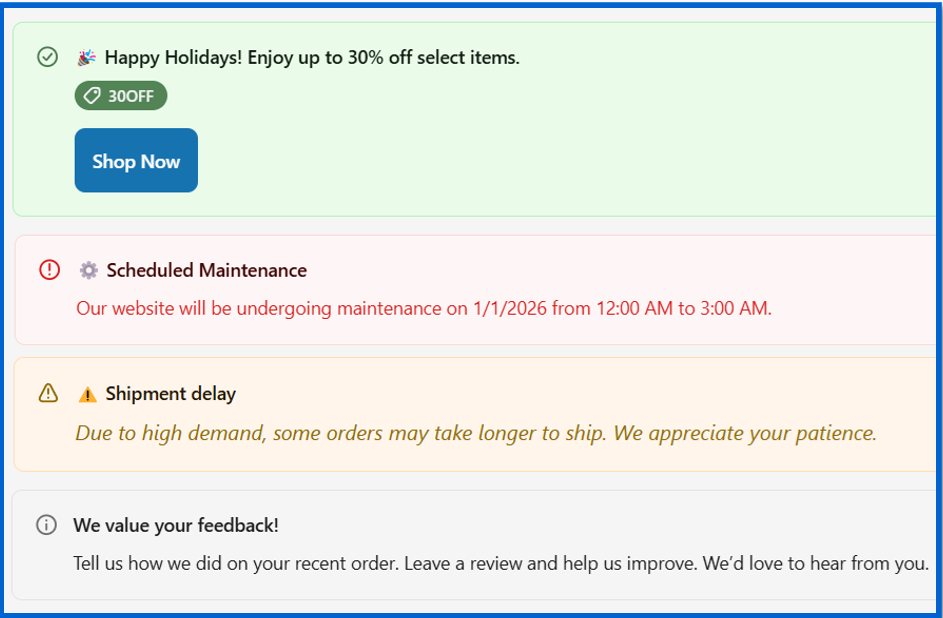 🎉 Happy Holidays! Enjoy up to 30% off select items.
30OFF
Shop Now
⚙️ Scheduled Maintenance
Our website will be undergoing maintenance on 1/1/2026 from 12:00 AM to 3:00 AM.
⚠️ Shipment delay
Due to high demand, some orders may take longer to ship. We appreciate your patience.
We value your feedback!
Tell us how we did on your recent order. Leave a review and help us improve. We’d love to hear from you.